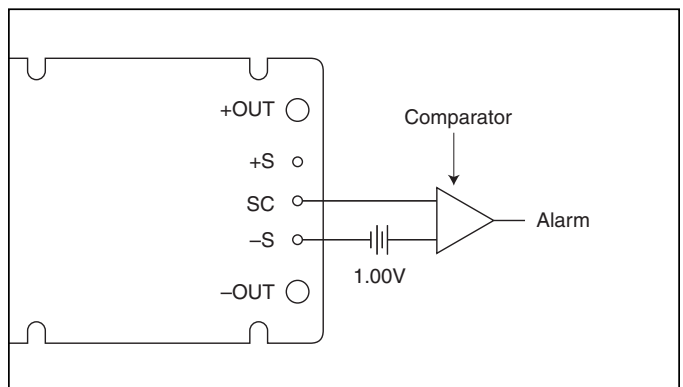 +OUT
Comparator
+S
SC
Alarm
–S
1.00V
–OUT